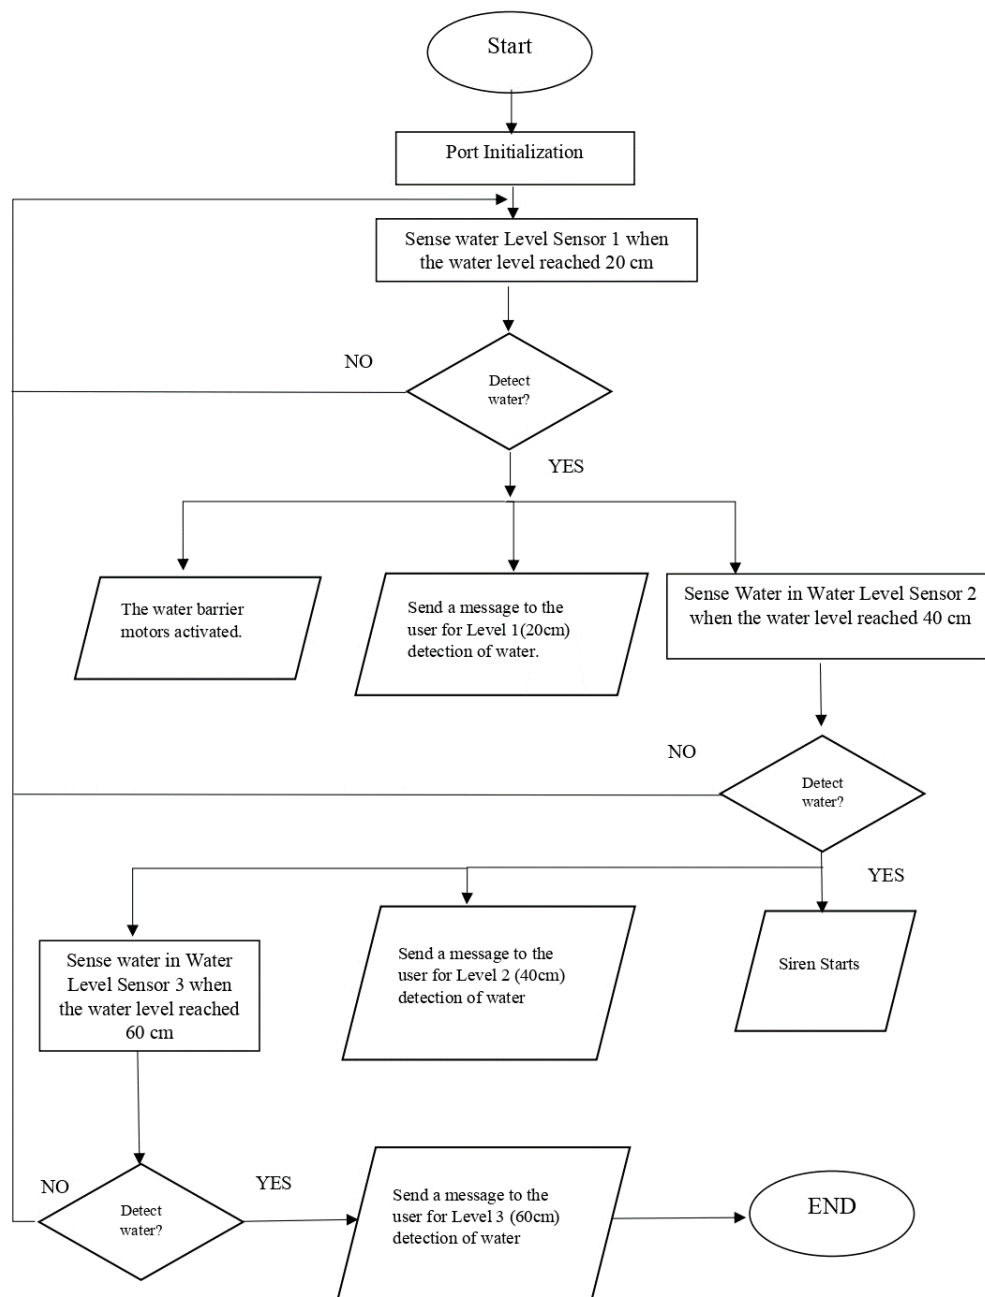 Start
Port Initialization
Sense water Level Sensor 1 when
the water level reached 20 cm
NO
Detect
water?
YES
The water barrier
motors activated.
Send a message to the
user for Level 1(20cm)
detection of water.
Sense Water in Water Level Sensor 2
when the water level reached 40 cm
NO
Detect
water?
YES
Sense water in Water
Level Sensor 3 when
the water level reached
60 cm
Send a message to the
user for Level 2 (40cm)
detection of water
Siren Starts
NO
Detect
water?
YES
Send a message to the
user for Level 3 (60cm)
detection of water
END